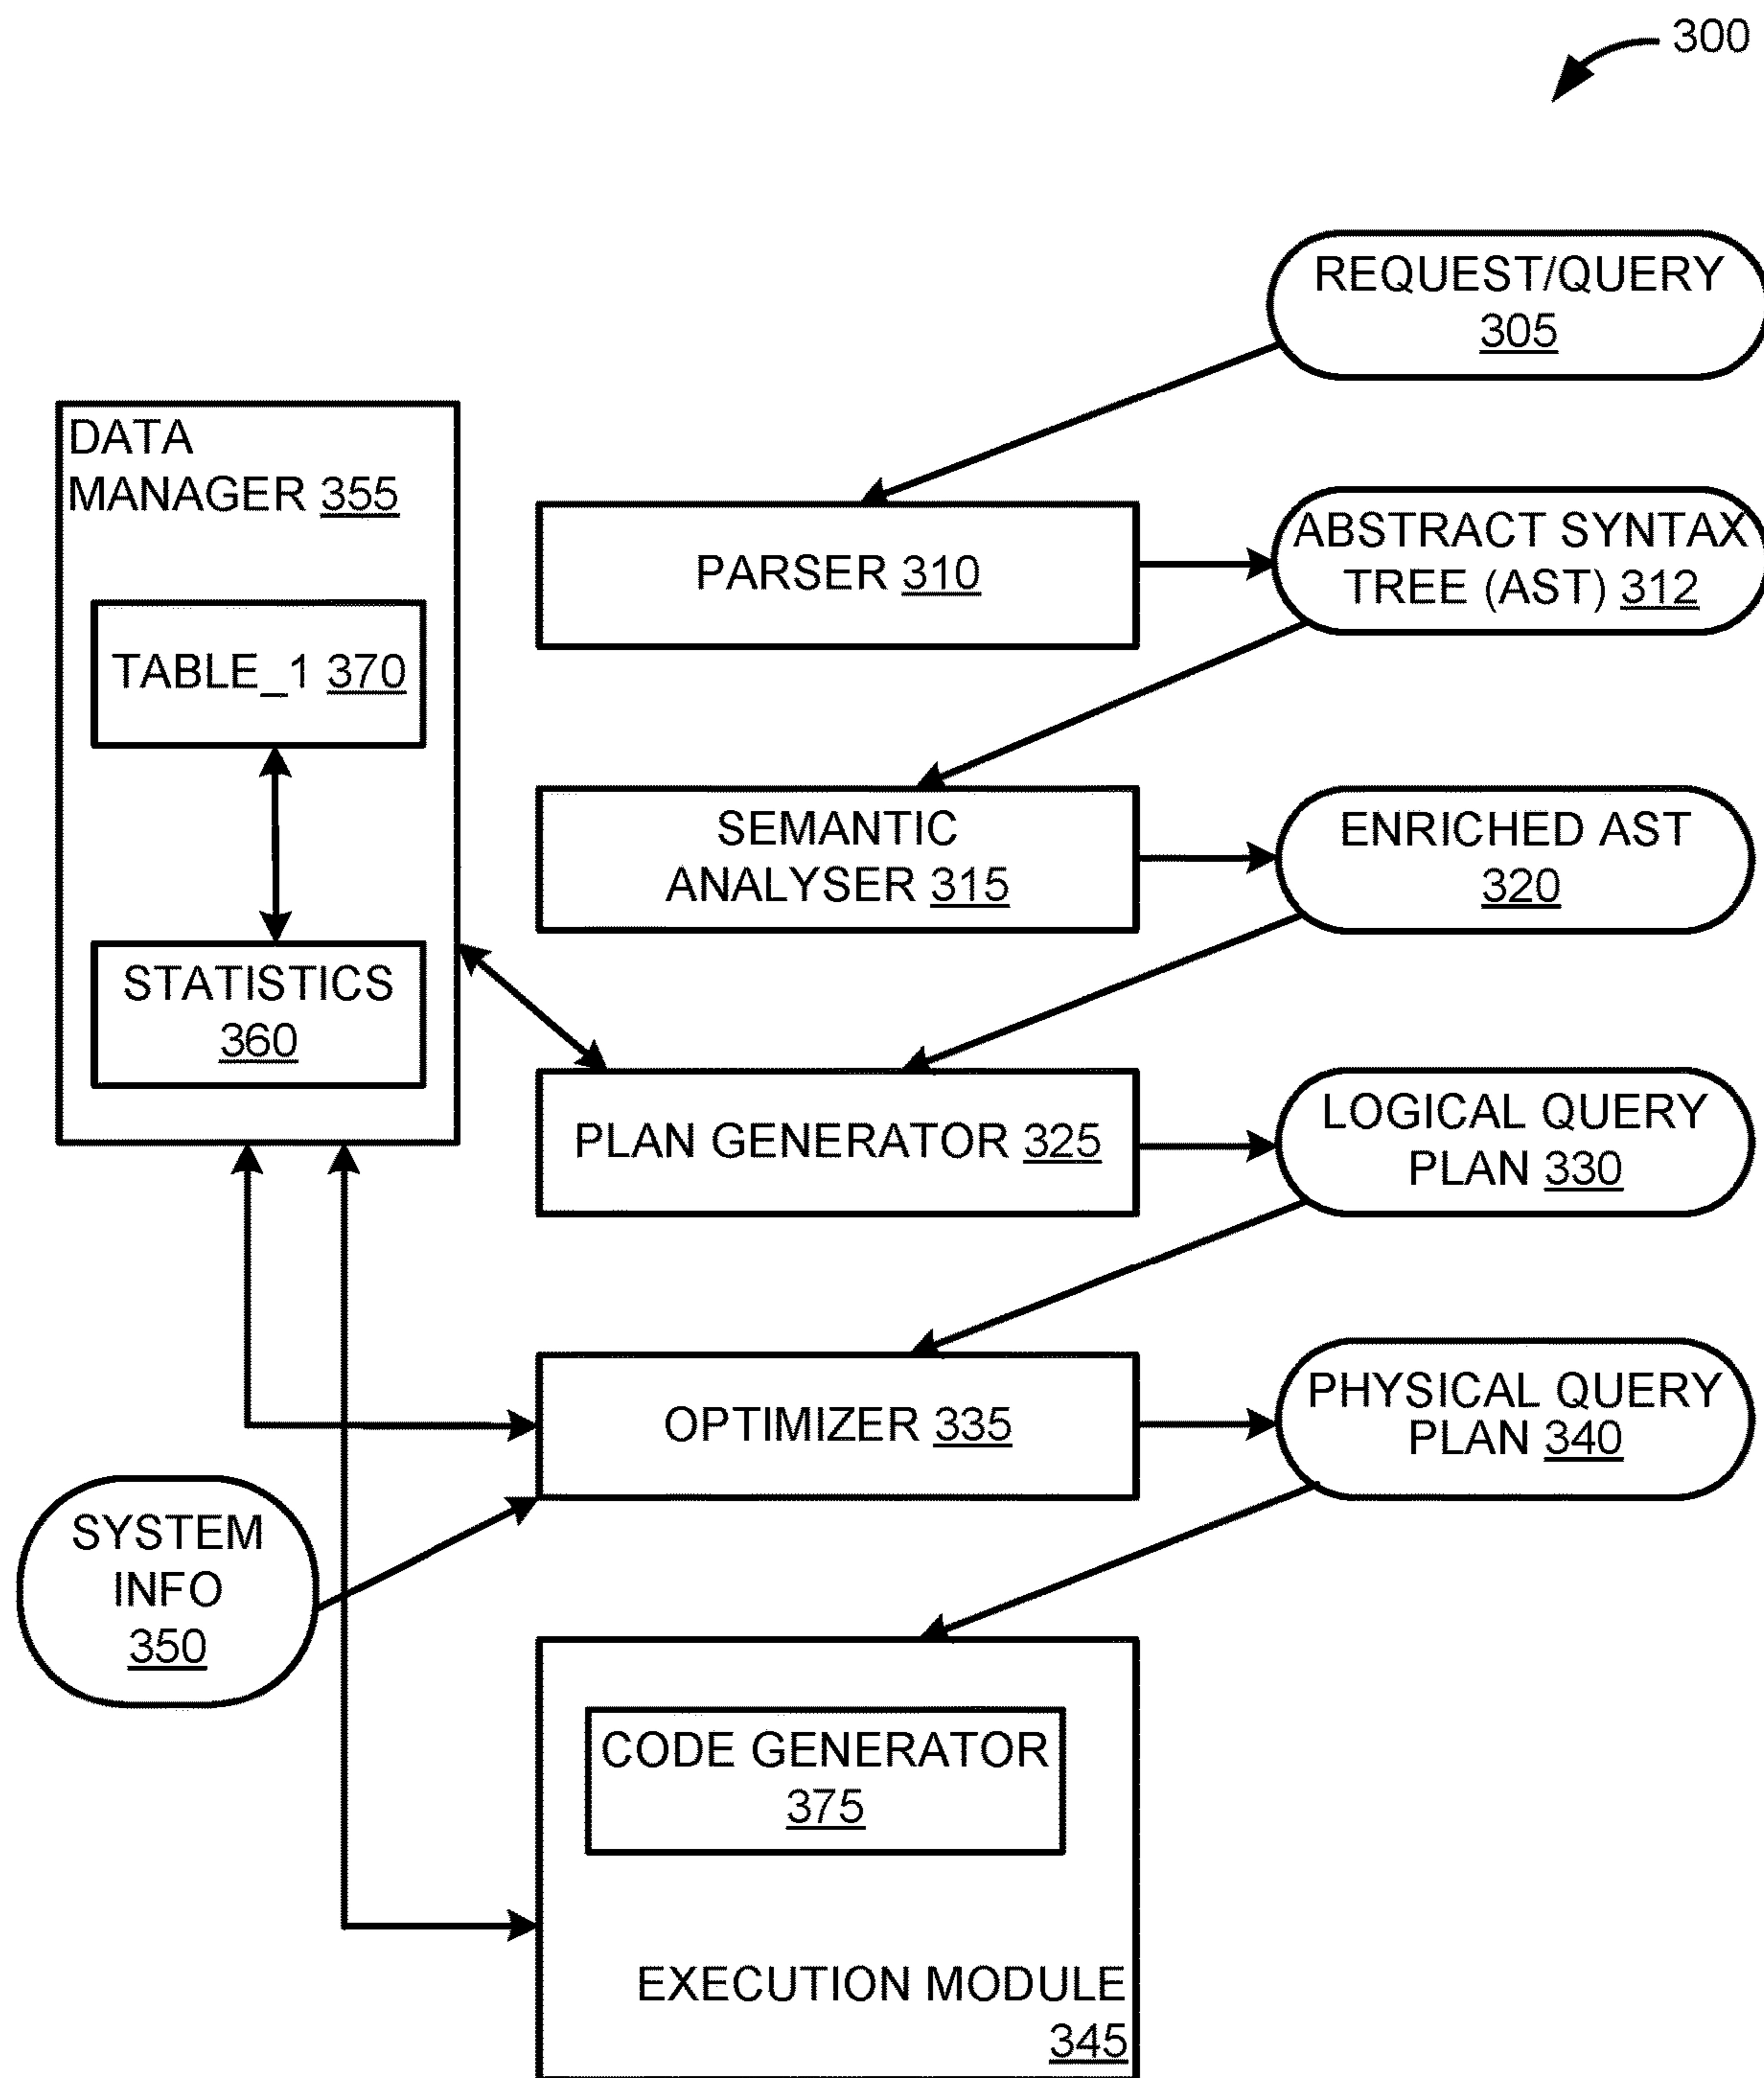 300
REQUEST/QUERY
305
DATA
MANAGER 355
PARSER 310
ABSTRACT SYNTAX
TREE (AST) 312
TABLE_1 370
SEMANTIC
ANALYSER 315
ENRICHED AST
320
STATISTICS
360
PLAN GENERATOR 325
LOGICAL QUERY
PLAN 330
OPTIMIZER 335
PHYSICAL QUERY
PLAN 340
SYSTEM
INFO
350
CODE GENERATOR
375
EXECUTION MODULE
345